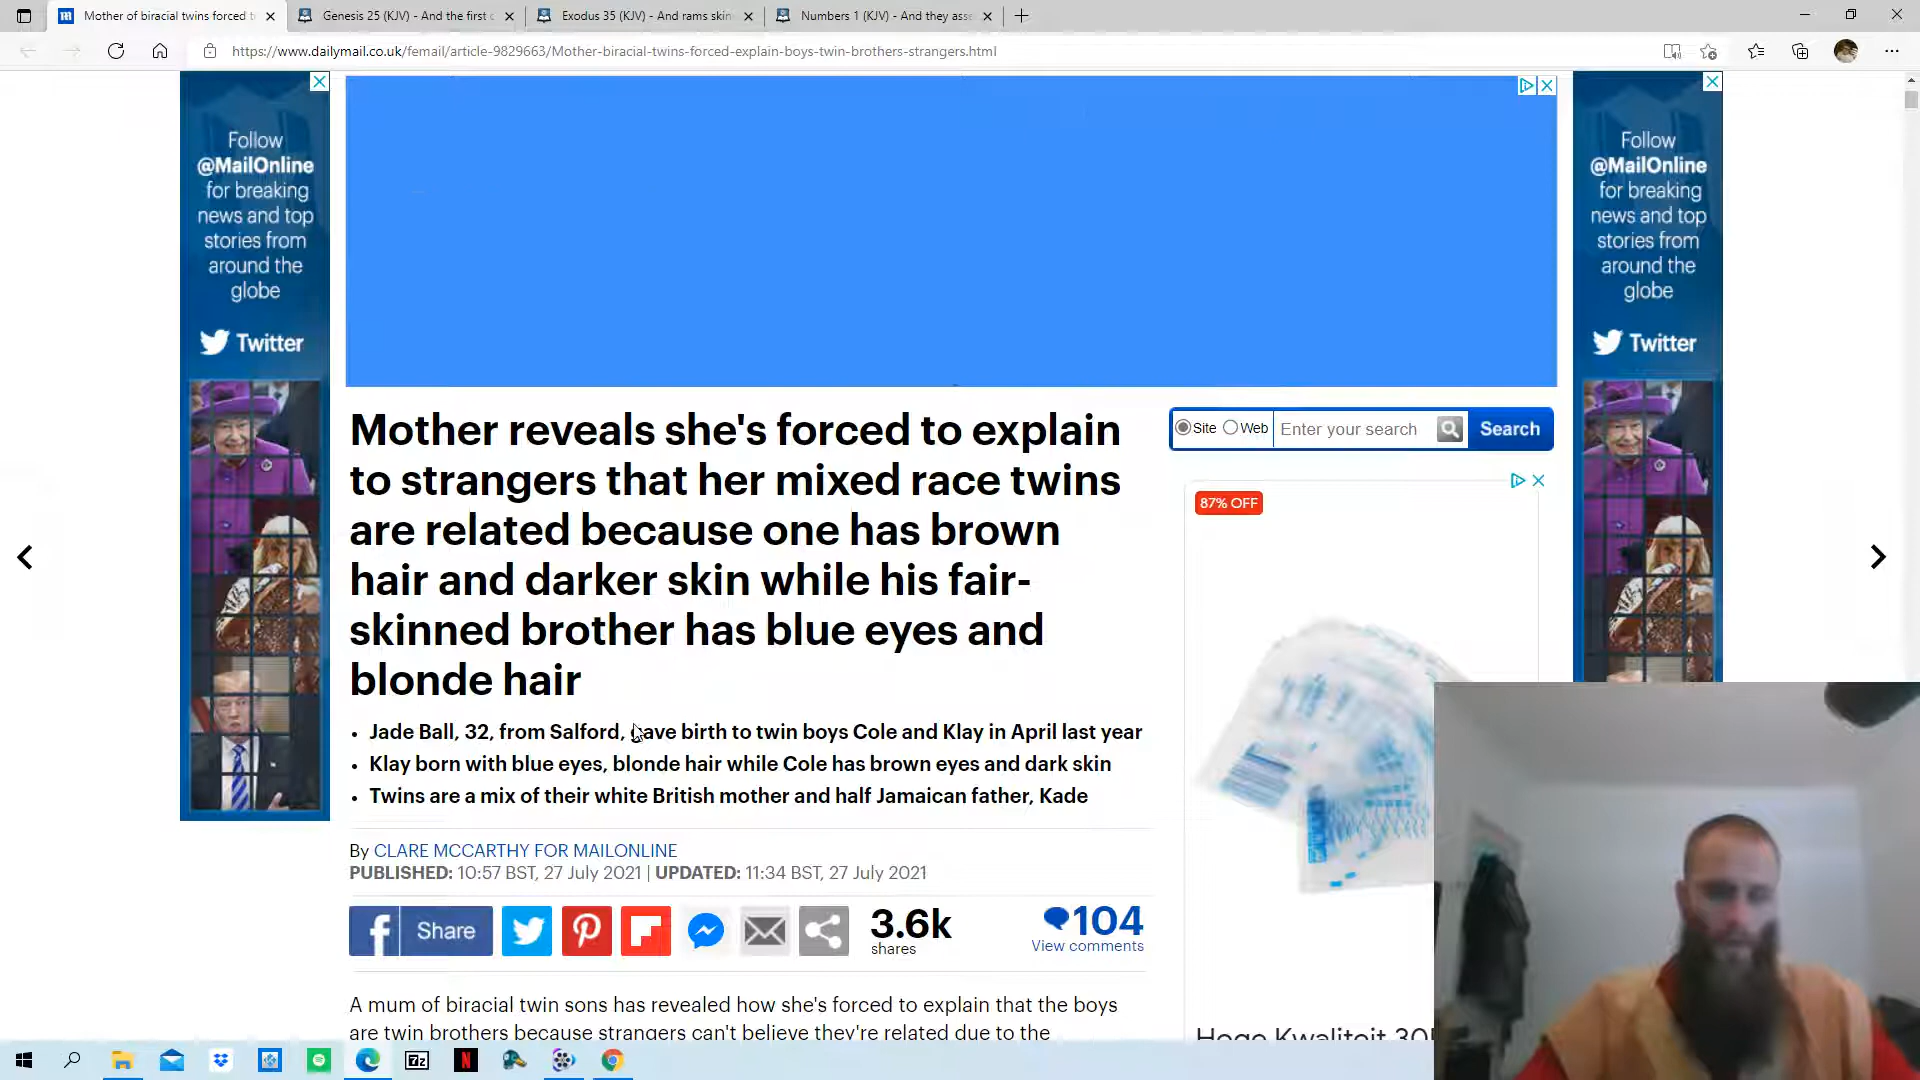 Mother of biracial twins forced t
Genesis 25 (KJV) - And the first
Exodus 35 (KJV) - And rams skin
Numbers 1 (KJV) - And they asse
https://www.dailymail.co.uk/femail/article-9829663/Mother-biracial-twins-forced-explain-boys-twin-brothers-strangers.html
Follow
@MailOnline
for breaking
news and top
stories from
around the
globe
Twitter
Follow
@MailOnline
for breaking
news and top
stories from
around the
globe
Twitter
Mother reveals she's forced to explain
to strangers that her mixed race twins
are related because one has brown
hair and darker skin while his fair-
skinned brother has blue eyes and
blonde hair
Site Web Enter your search Search
87% OFF
• Jade Ball, 32, from Salford, gave birth to twin boys Cole and Klay in April last year
• Klay born with blue eyes, blonde hair while Cole has brown eyes and dark skin
• Twins are a mix of their white British mother and half Jamaican father, Kade
By CLARE MCCARTHY FOR MAILONLINE
PUBLISHED: 10:57 BST, 27 July 2021 | UPDATED: 11:34 BST, 27 July 2021
Share
3.6k
shares
104
View comments
A mum of biracial twin sons has revealed how she's forced to explain that the boys
are twin brothers because strangers can't believe they're related due to the
Hoge Kwaliteit
7z
N